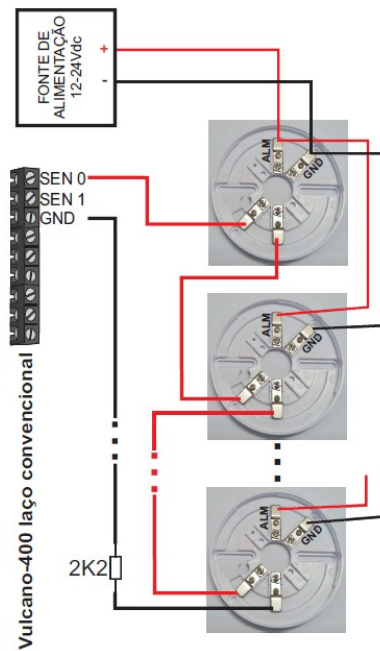 FONTE DE
ALIMENTAÇÃO
12-24Vdc
+
-
SEN 0
SEN 1
GND
ALM
GND
ALM
GND
2K2
ALM
GND
Vulcano-400 laço convencional